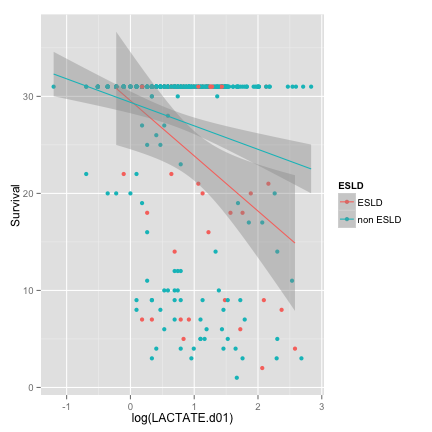 30
20
10
0
Survival
-1
0
1
2
3
log(LACTATE.d01)
ESLD
ESLD
non ESLD